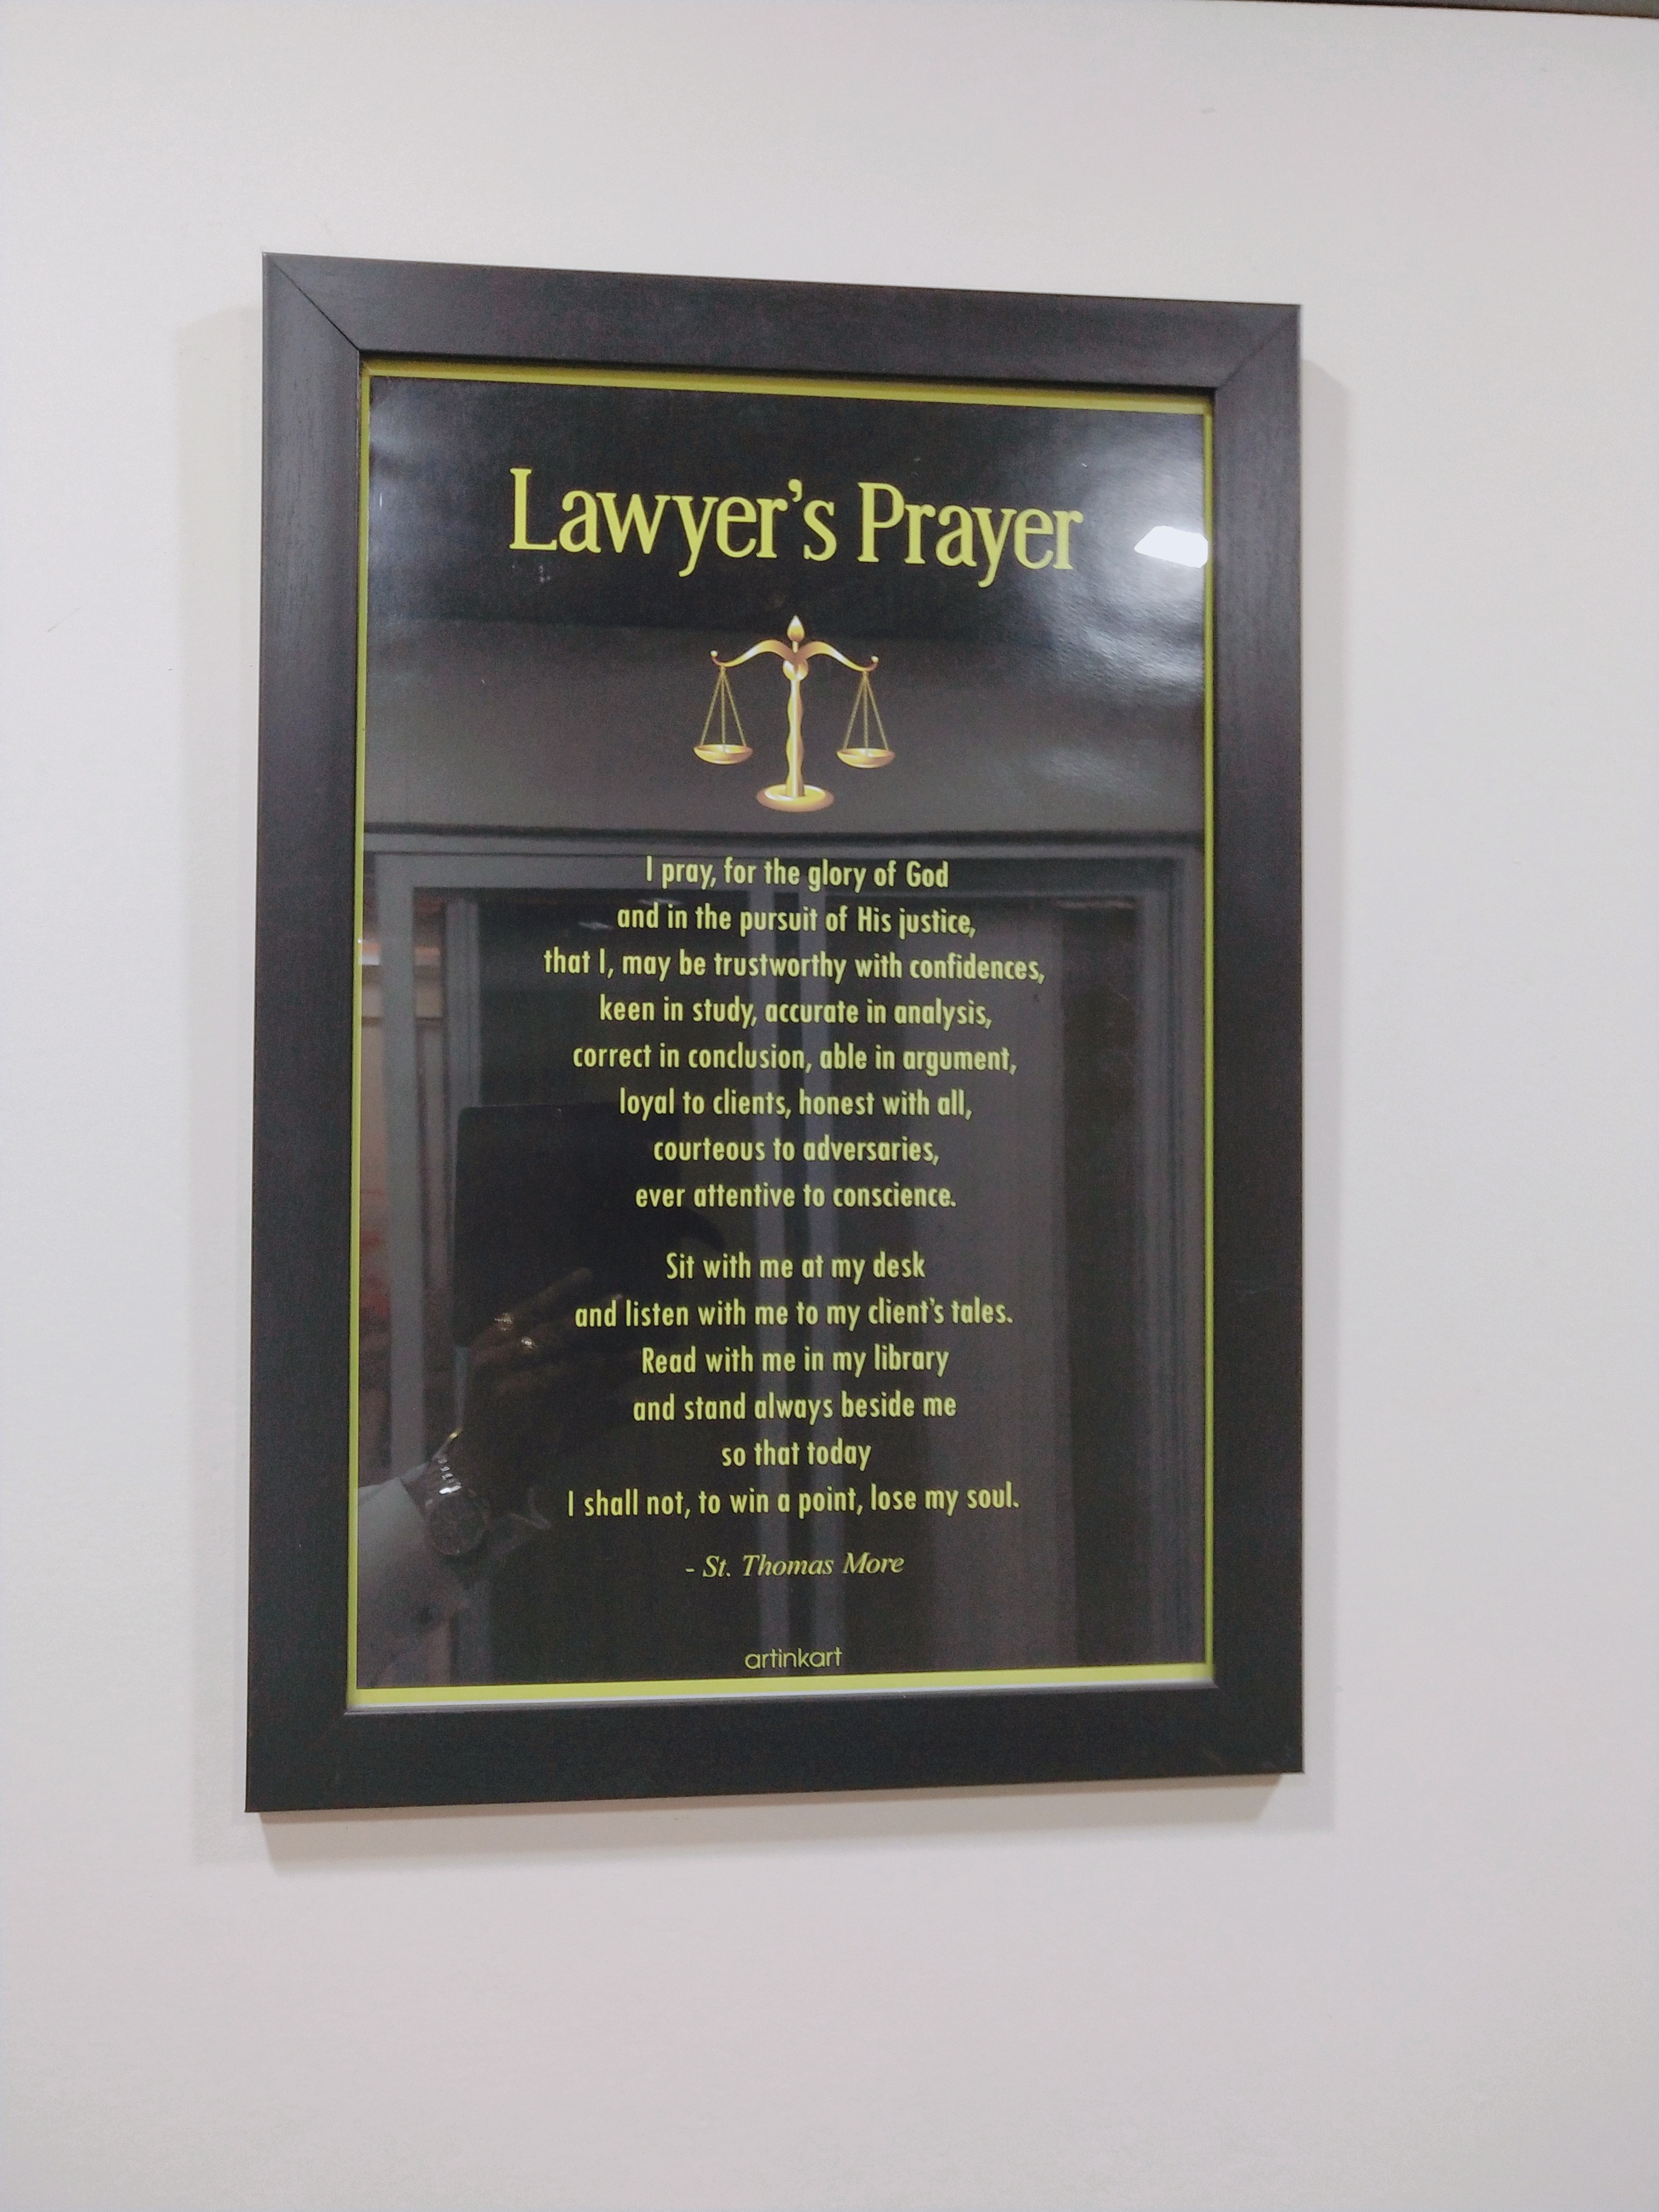 Lawyer's Prayer
I pray, for the glory of God
and in the pursuit of His justice,
that I, may be trustworthy with confidences,
keen in study, accurate in analysis,
correct in conclusion, able in argument,
loyal to clients, honest with all,
courteous to adversaries,
ever attentive to conscience.
Sit with me at my desk
and listen with me to my client's tales.
Read with me in my library
and stand always beside me
so that today
I shall not, to win a point, lose my soul.
- St. Thomas More
artinkart